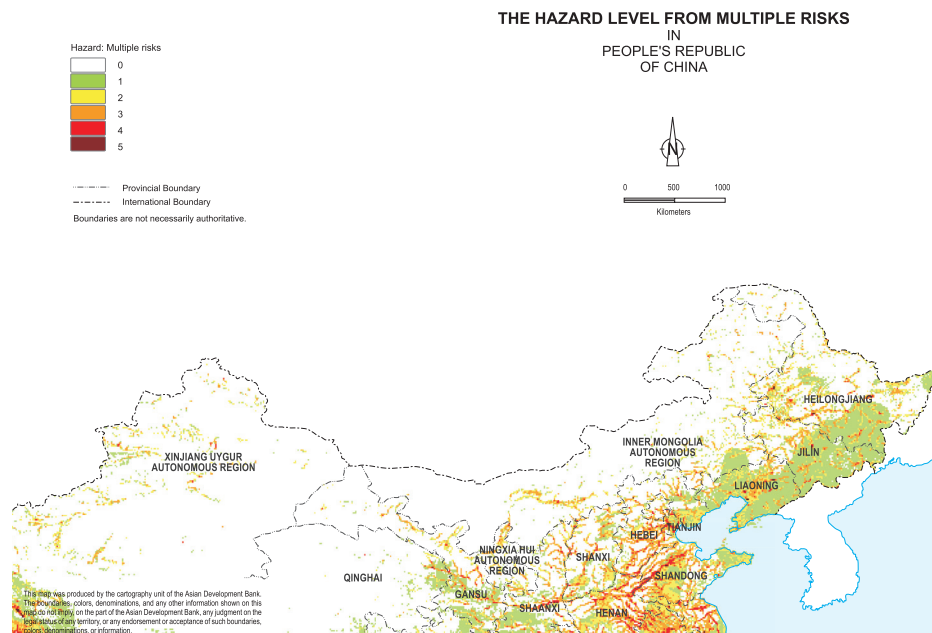 THE HAZARD LEVEL FROM MULTIPLE RISKS
IN
PEOPLE'S REPUBLIC
OF CHINA
Hazard: Multiple risks
0
1
2
3
4
5
Provincial Boundary
International Boundary
Boundaries are not necessarily authoritative.
N
0 500 1000
Kilometers
HEILONGJIANG
INNER MONGOLIA
AUTONOMOUS
REGION
JILIN
XINJIANG UYGUR
AUTONOMOUS REGION
LIAONING
TIANJIN
HEBEI
NINGXIA HUI
AUTONOMOUS
REGION
SHANXI
QINGHAI
SHANDONG
GANSU
SHAANXI
HENAN
This map was produced by the cartography unit of the Asian Development Bank.
The boundaries, colors, denominations, and any other information shown on this
map do not imply, on the part of the Asian Development Bank, any judgment on the
legal status of any territory, or any endorsement or acceptance of such boundaries,
colors, denominations, or information.